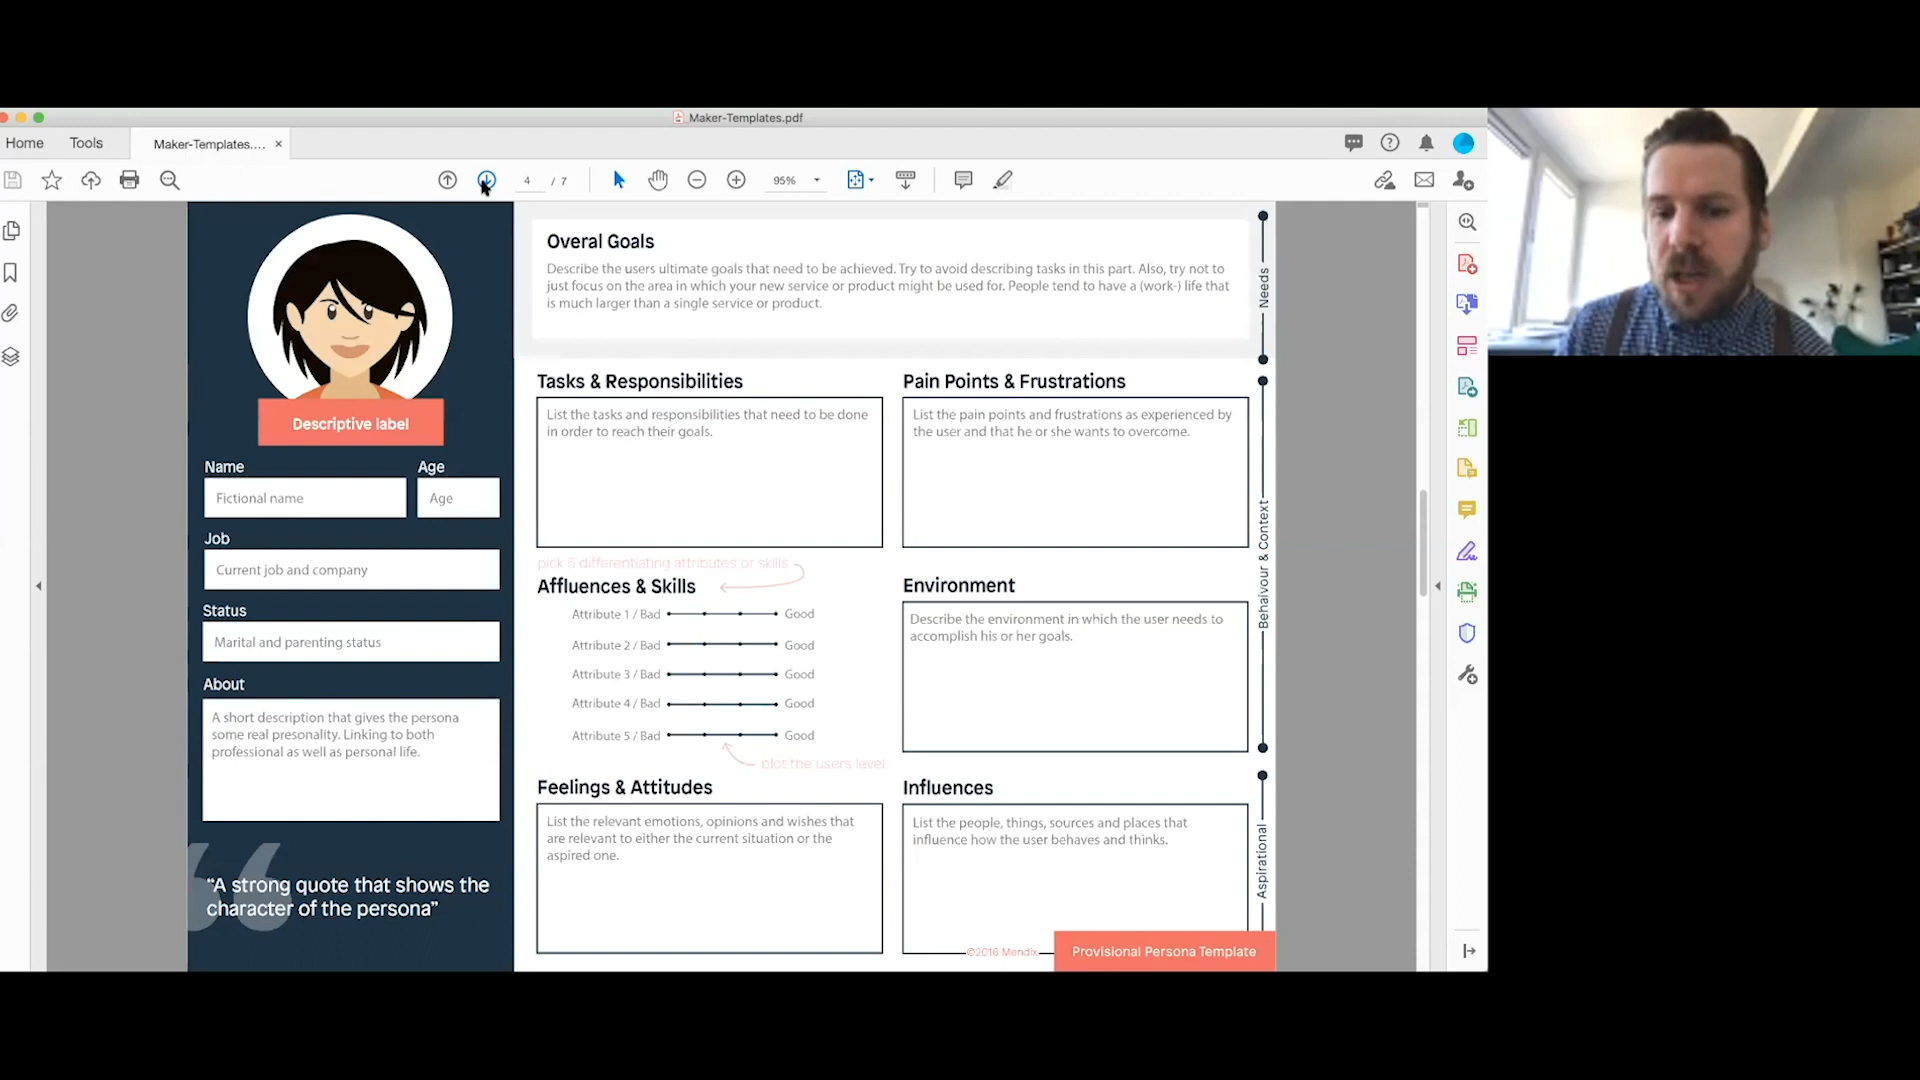 Maker-Templates.pdf
Home
Tools
Maker-Templates....
4 / 7
95%
Overal Goals
Describe the users ultimate goals that need to be achieved. Try to avoid describing tasks in this part. Also, try not to
just focus on the area in which your new service or product might be used for. People tend to have a (work-) life that
is much larger than a single service or product.
Needs
Descriptive label
Name
Age
Fictional name
Age
Job
Current job and company
Status
Marital and parenting status
About
A short description that gives the persona
some real presonality. Linking to both
professional as well as personal life.
“A strong quote that shows the
character of the persona”
Tasks & Responsibilities
List the tasks and responsibilities that need to be done
in order to reach their goals.
Pain Points & Frustrations
List the pain points and frustrations as experienced by
the user and that he or she wants to overcome.
pick 5 differentiating attributes or skills
Affluences & Skills
Attribute 1 / Bad Good
Attribute 2 / Bad Good
Attribute 3 / Bad Good
Attribute 4 / Bad Good
Attribute 5 / Bad Good
plot the users level
Environment
Describe the environment in which the user needs to
accomplish his or her goals.
Behaivour & Context
Feelings & Attitudes
List the relevant emotions, opinions and wishes that
are relevant to either the current situation or the
aspired one.
Influences
List the people, things, sources and places that
influence how the user behaves and thinks.
Aspirational
©2016 Mendix
Provisional Persona Template